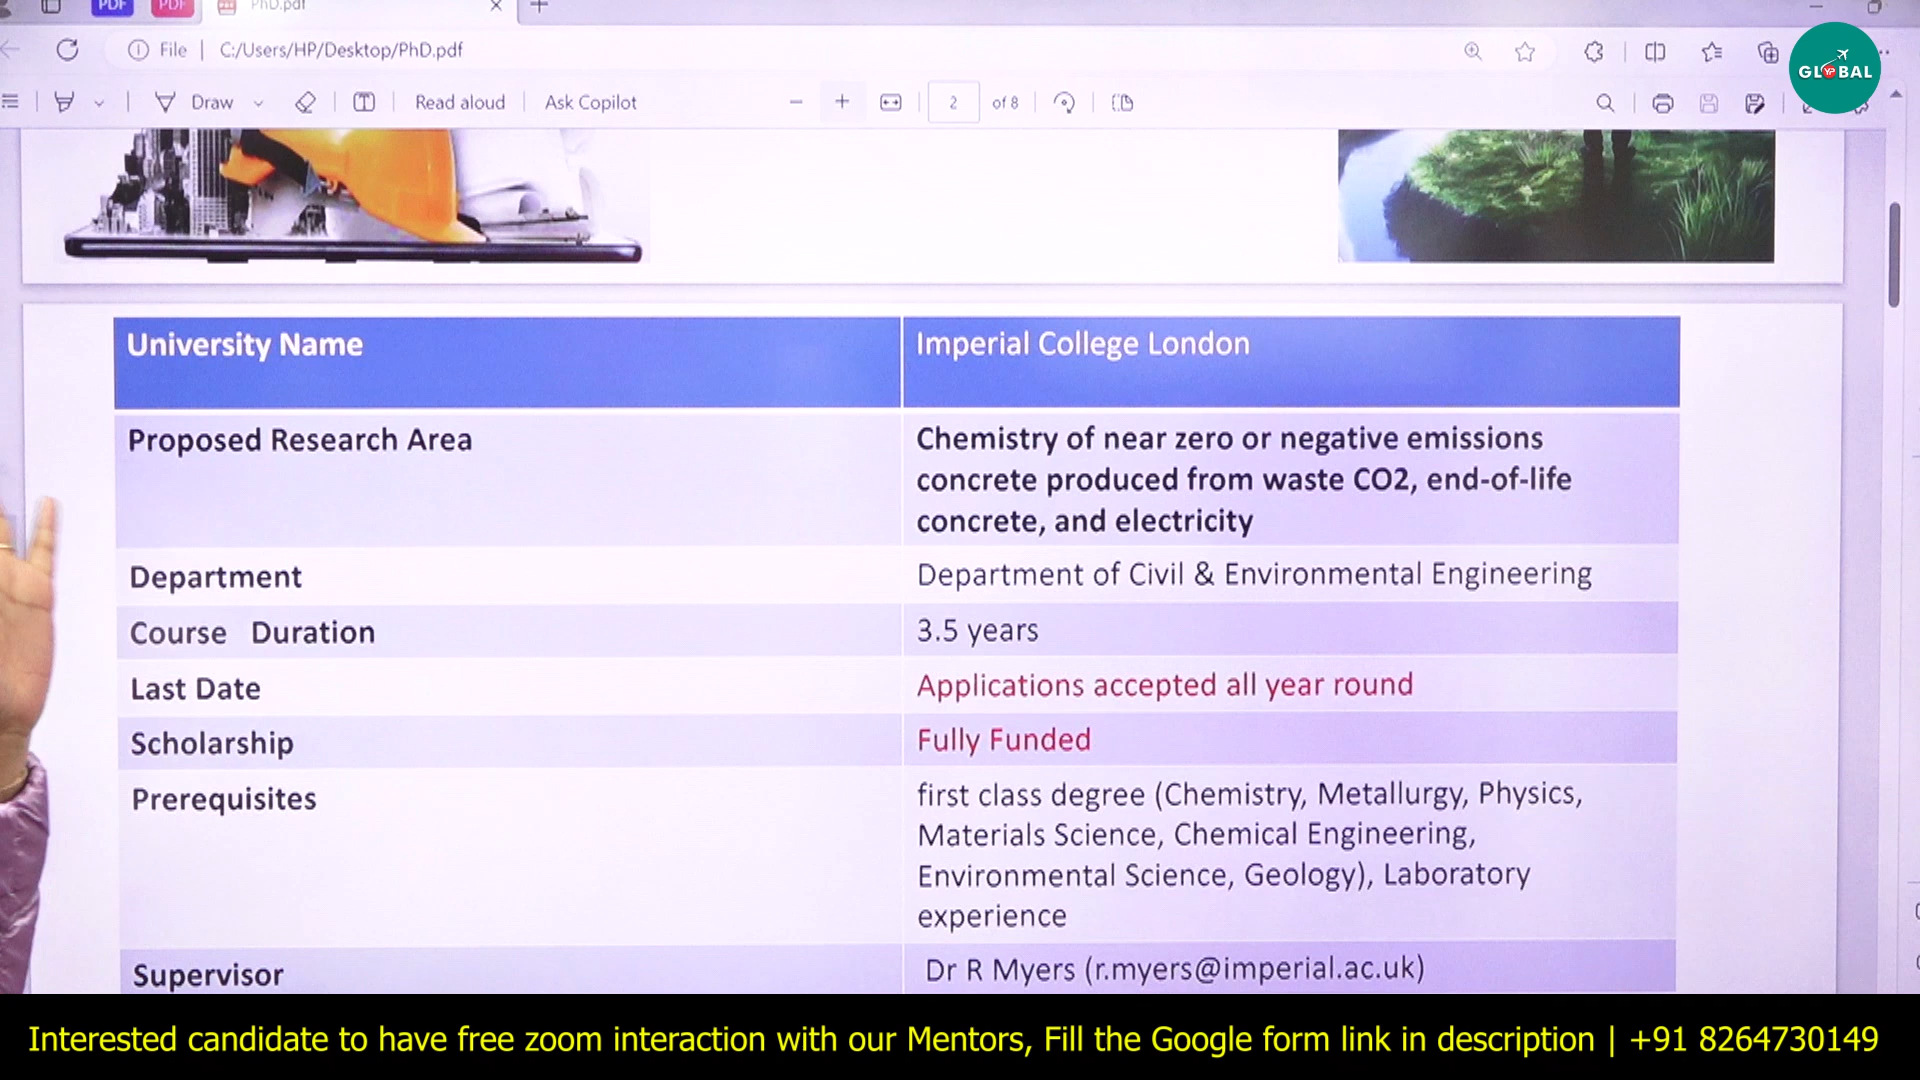 PDF PDF PhD.pdf
File C:/Users/HP/Desktop/PhD.pdf
GLOBAL
YP
Draw Read aloud Ask Copilot 2 of 8
University Name Imperial College London
Proposed Research Area Chemistry of near zero or negative emissions
concrete produced from waste CO2, end-of-life
concrete, and electricity
Department Department of Civil & Environmental Engineering
Course Duration 3.5 years
Last Date Applications accepted all year round
Scholarship Fully Funded
Prerequisites first class degree (Chemistry, Metallurgy, Physics,
Materials Science, Chemical Engineering,
Environmental Science, Geology), Laboratory
experience
Supervisor Dr R Myers (r.myers@imperial.ac.uk)
Interested candidate to have free zoom interaction with our Mentors, Fill the Google form link in description | +91 8264730149